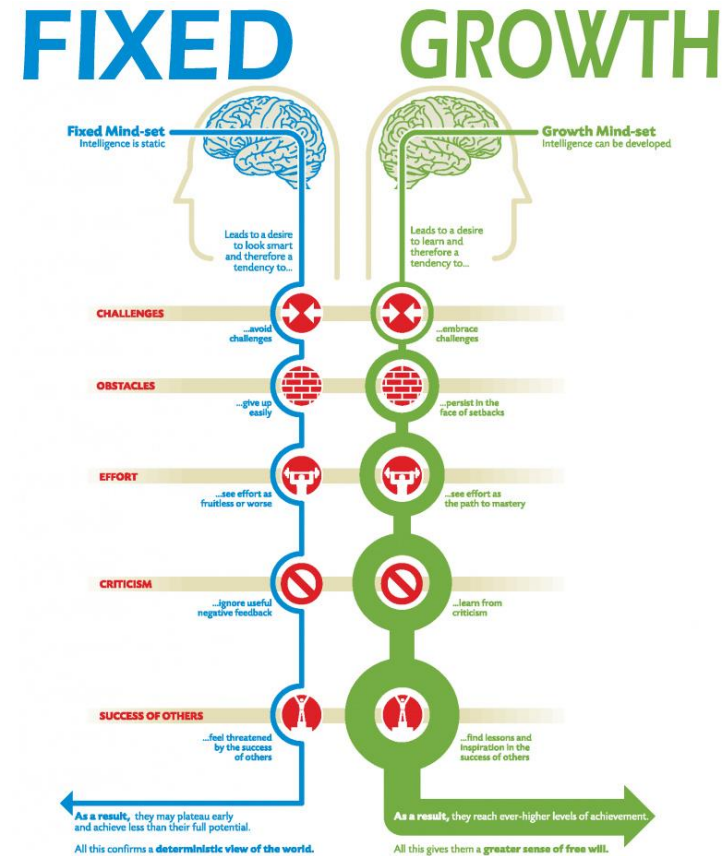 FIXED
GROWTH
Fixed Mind-set
Intelligence is static
Growth Mind-set
Intelligence can be developed
Leads to a desire
to look smart
and therefore a
tendency to...
Leads to a desire
to learn and
therefore a
tendency to...
CHALLENGES
...avoid
challenges
...embrace
challenges
OBSTACLES
...give up
easily
...persist in the
face of setbacks
EFFORT
...see effort as
fruitless or worse
...see effort as
the path to mastery
CRITICISM
...ignore useful
negative feedback
...learn from
criticism
SUCCESS OF OTHERS
...feel threatened
by the success
of others
...find lessons and
inspiration in the
success of others
As a result, they may plateau early
and achieve less than their full potential.
All this confirms a deterministic view of the world.
As a result, they reach ever-higher levels of achievement.
All this gives them a greater sense of free will.